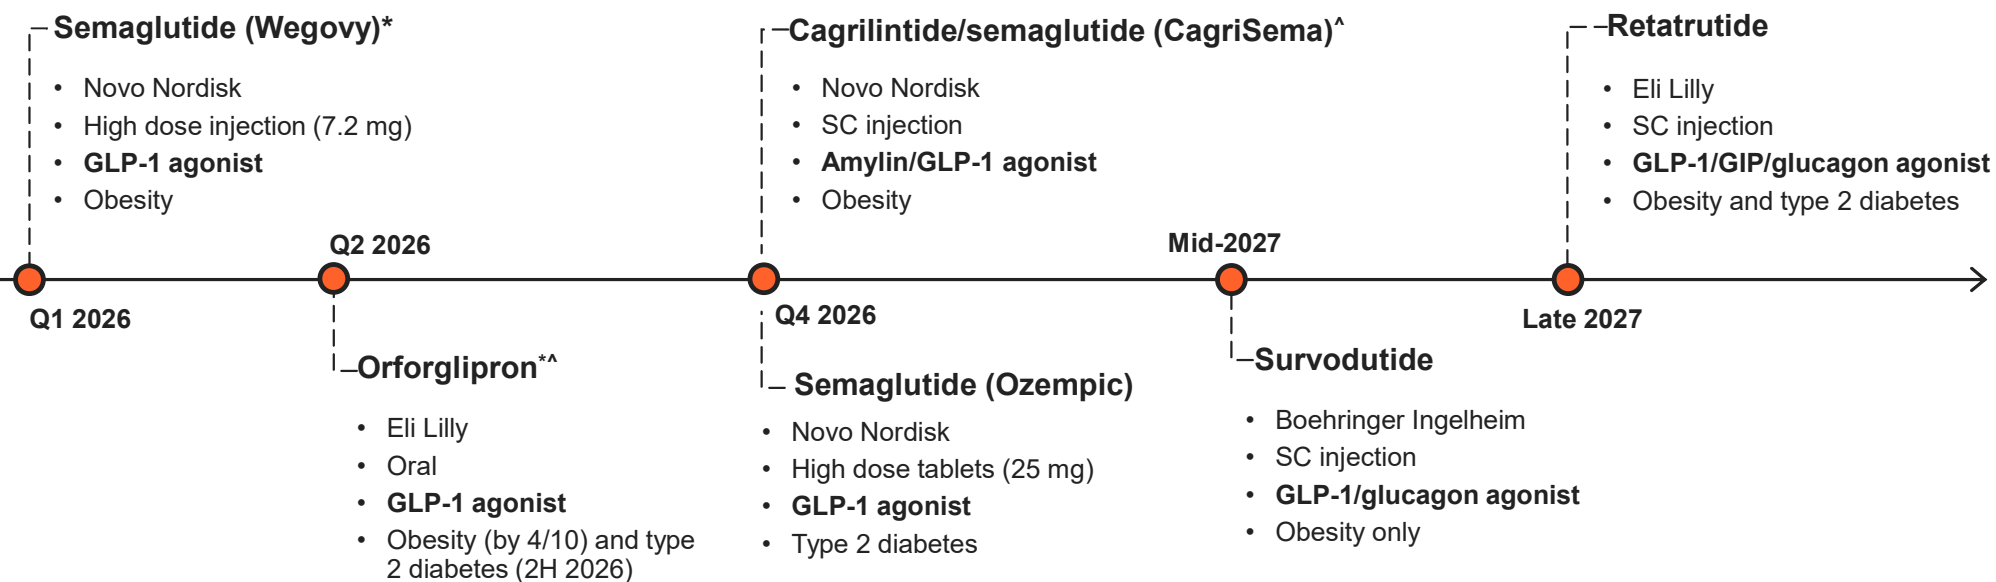 Semaglutide (Wegovy)*
• Novo Nordisk
• High dose injection (7.2 mg)
• GLP-1 agonist
• Obesity
Q1 2026
Q2 2026
Orforglipron*^
• Eli Lilly
• Oral
• GLP-1 agonist
• Obesity (by 4/10) and type
2 diabetes (2H 2026)
Cagrilintide/semaglutide (CagriSema)^
• Novo Nordisk
• SC injection
• Amylin/GLP-1 agonist
• Obesity
Q4 2026
Semaglutide (Ozempic)
• Novo Nordisk
• High dose tablets (25 mg)
• GLP-1 agonist
• Type 2 diabetes
Mid-2027
Survodutide
• Boehringer Ingelheim
• SC injection
• GLP-1/glucagon agonist
• Obesity only
Retatrutide
• Eli Lilly
• SC injection
• GLP-1/GIP/glucagon agonist
• Obesity and type 2 diabetes
Late 2027